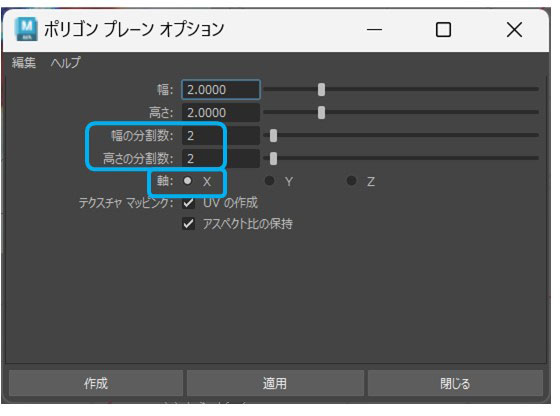 ポリゴン プレーン オプション
編集 ヘルプ
幅: 2.0000
高さ: 2.0000
幅の分割数: 2
高さの分割数: 2
軸: X Y Z
テクスチャ マッピング: UV の作成
アスペクト比の保持
作成 適用 閉じる